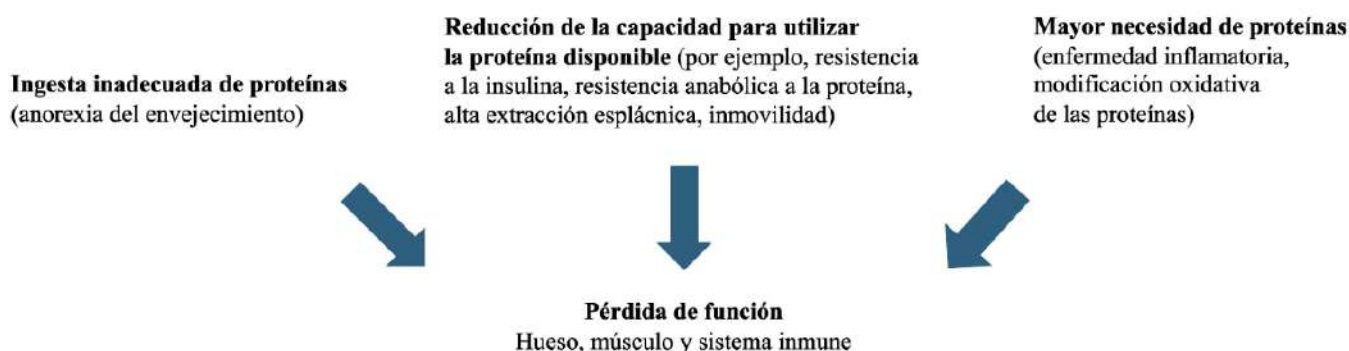 Ingesta inadecuada de proteínas
(anorexia del envejecimiento)
Reducción de la capacidad para utilizar
la proteína disponible (por ejemplo, resistencia
a la insulina, resistencia anabólica a la proteína,
alta extracción esplácnica, inmovilidad)
Mayor necesidad de proteínas
(enfermedad inflamatoria,
modificación oxidativa
de las proteínas)
Pérdida de función
Hueso, músculo y sistema inmune